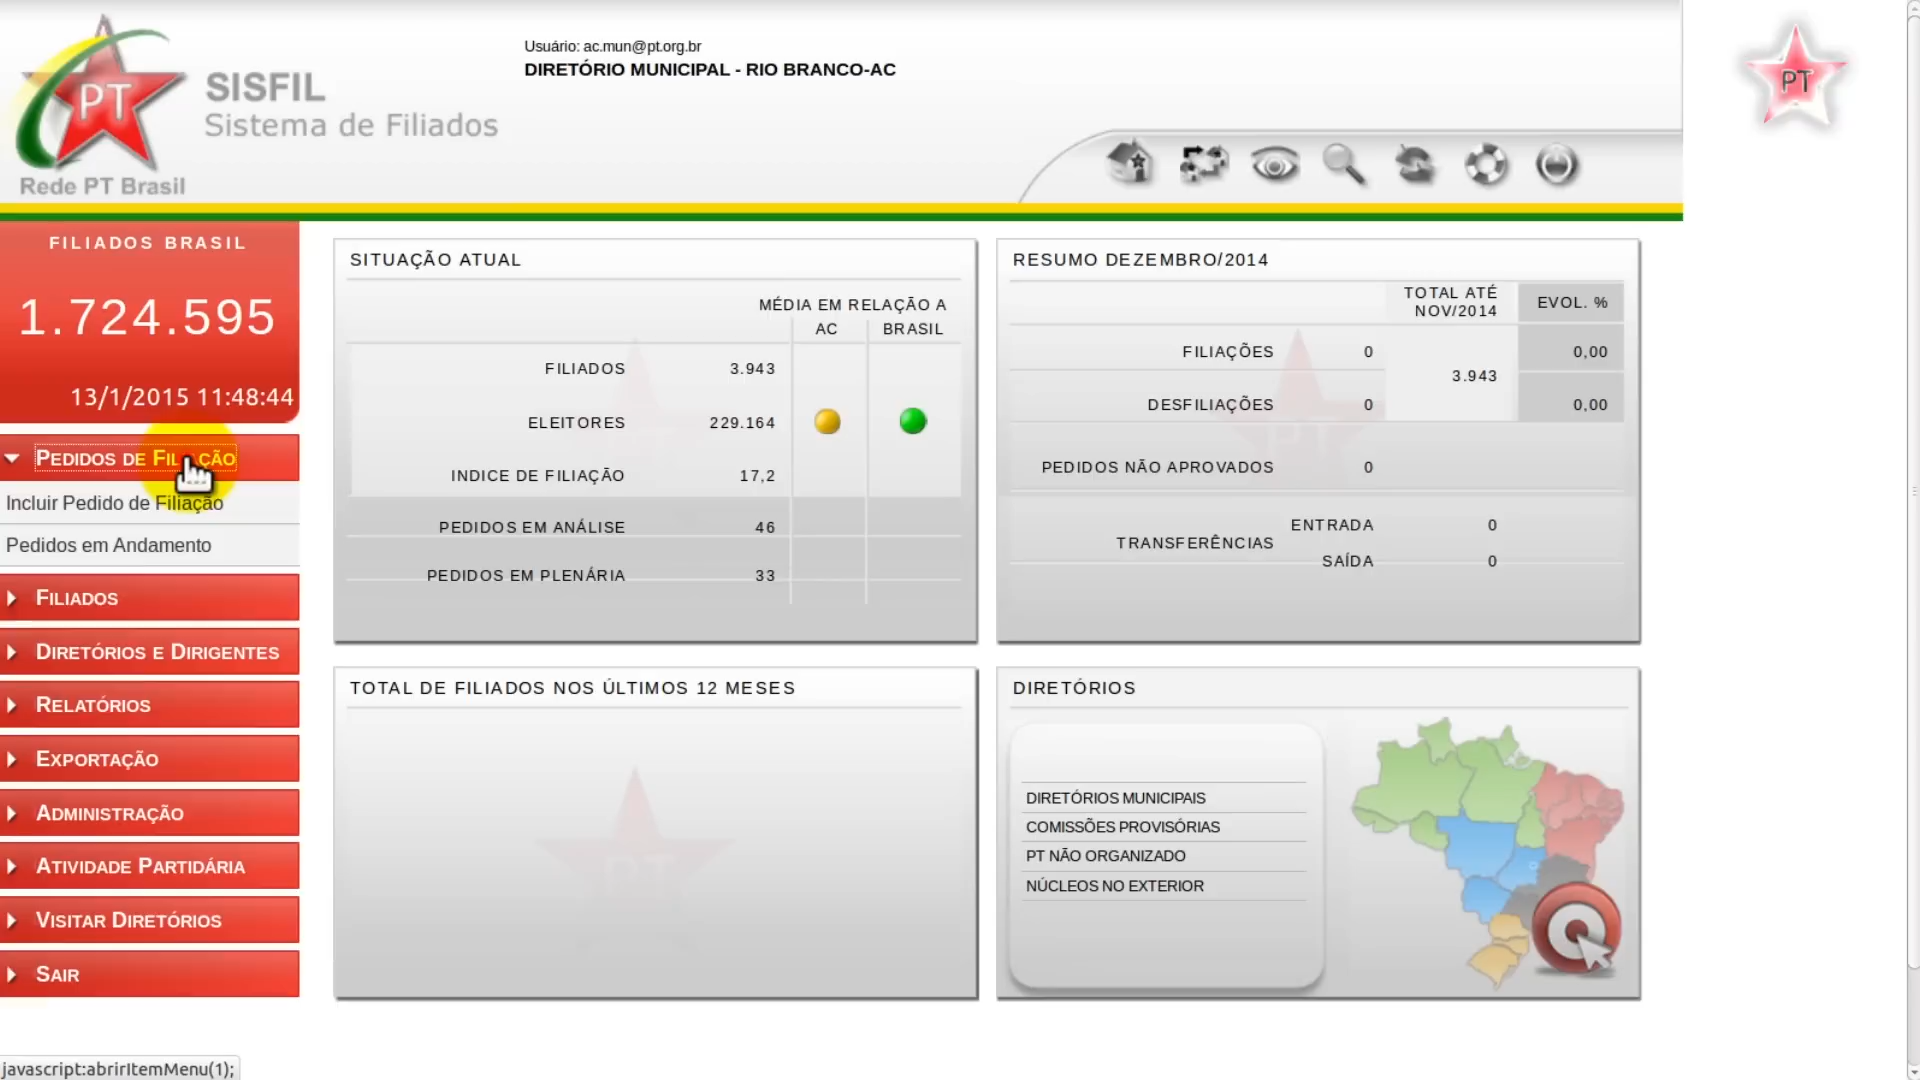 PT
SISFIL
Sistema de Filiados
Rede PT Brasil
Usuário: ac.mun@pt.org.br
DIRETÓRIO MUNICIPAL - RIO BRANCO-AC
PT
FILIADOS BRASIL
1.724.595
13/1/2015 11:48:44
PEDIDOS DE FILIAÇÃO
Incluir Pedido de Filiação
Pedidos em Andamento
FILIADOS
DIRETÓRIOS E DIRIGENTES
RELATÓRIOS
EXPORTAÇÃO
ADMINISTRAÇÃO
ATIVIDADE PARTIDÁRIA
VISITAR DIRETÓRIOS
SAIR
SITUAÇÃO ATUAL
MÉDIA EM RELAÇÃO A
AC BRASIL
FILIADOS 3.943
ELEITORES 229.164
INDICE DE FILIAÇÃO 17,2
PEDIDOS EM ANÁLISE 46
PEDIDOS EM PLENÁRIA 33
RESUMO DEZEMBRO/2014
TOTAL ATÉ
NOV/2014
EVOL. %
FILIAÇÕES 0 0,00
3.943
DESFILIAÇÕES 0 0,00
PEDIDOS NÃO APROVADOS 0
TRANSFERÊNCIAS
ENTRADA 0
SAÍDA 0
TOTAL DE FILIADOS NOS ÚLTIMOS 12 MESES
PT
DIRETÓRIOS
DIRETÓRIOS MUNICIPAIS
COMISSÕES PROVISÓRIAS
PT NÃO ORGANIZADO
NÚCLEOS NO EXTERIOR
javascript:abrirItemMenu(1);